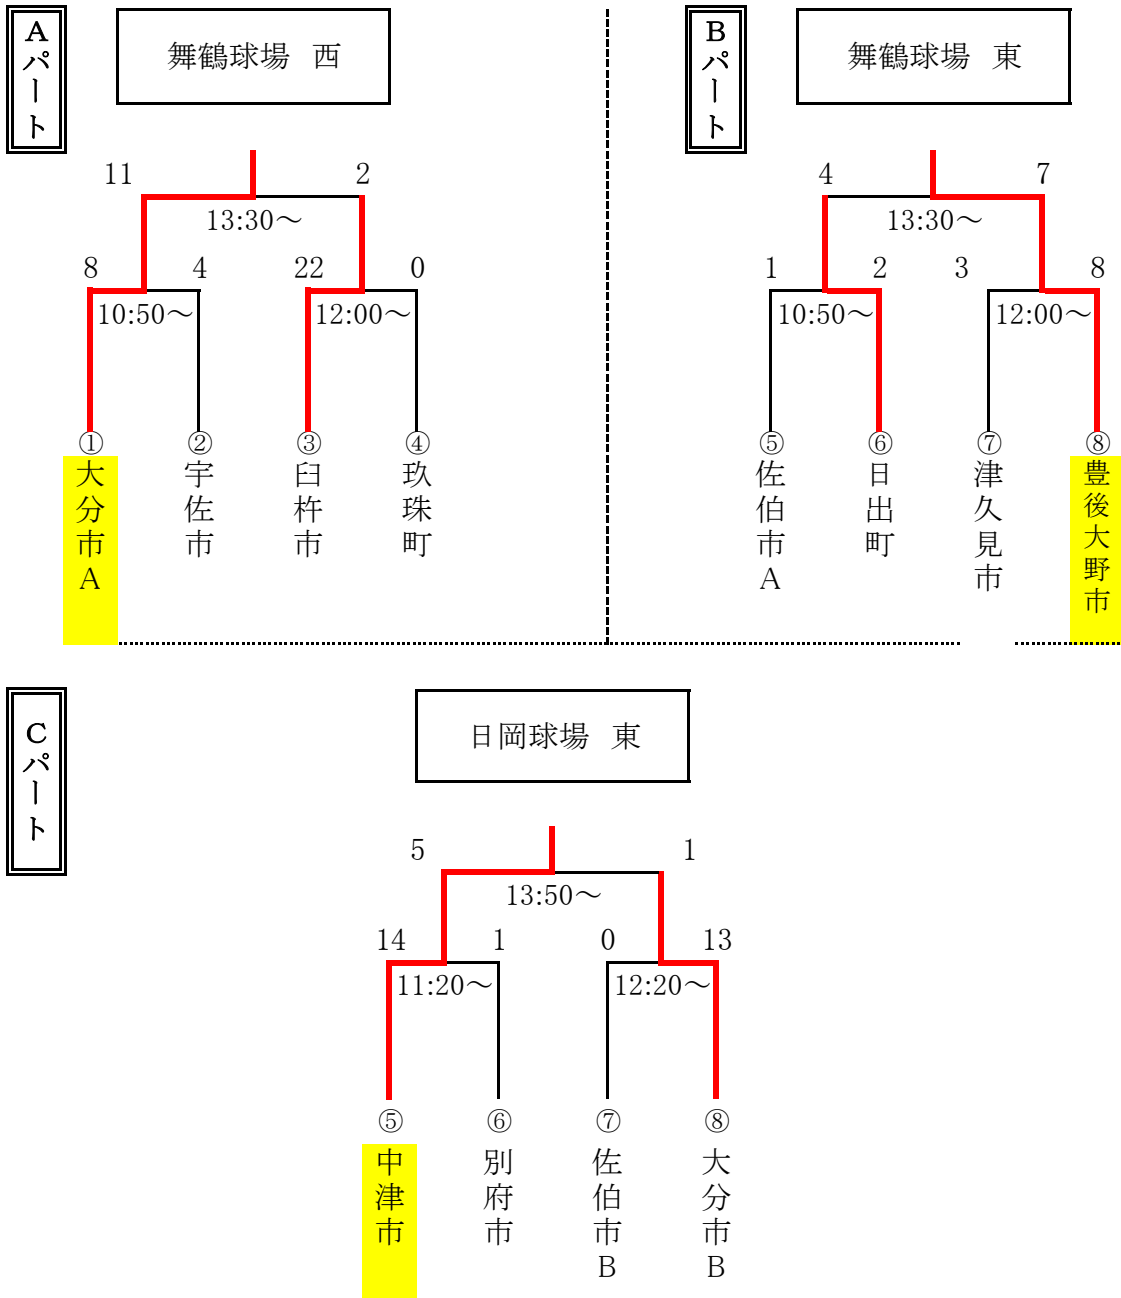 Aパート
舞鶴球場 西
11
2
13:30～
8
4
22
0
10:50～
12:00～
①
②
③
④
大分市A
宇佐市
臼杵市
玖珠町
Bパート
舞鶴球場 東
4
7
13:30～
1
2
3
8
10:50～
12:00～
⑤
⑥
⑦
⑧
佐伯市A
日出町
津久見市
豊後大野市
Cパート
日岡球場 東
5
1
13:50～
14
1
0
13
11:20～
12:20～
⑤
⑥
⑦
⑧
中津市
別府市
佐伯市B
大分市B